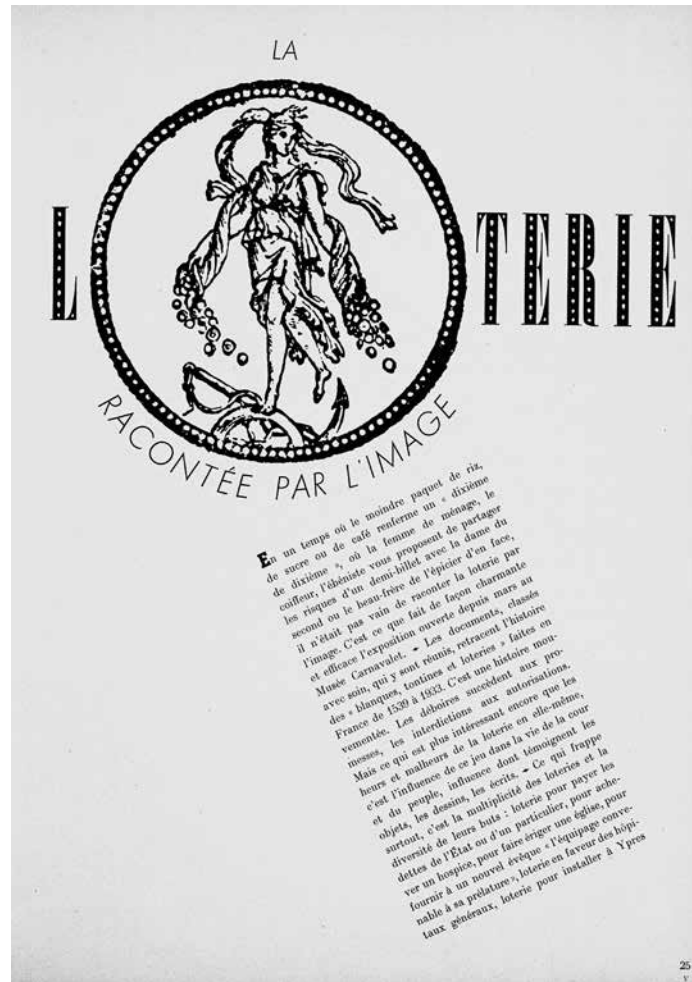 LA
LOTERIE
RACONTÉE PAR L'IMAGE
En un temps où le moindre paquet de riz,
de sucre ou de café renferme un « dixième
de dixième », où la femme de ménage, le
coiffeur, l'ébéniste vous proposent de partager
les risques d'un demi-billet avec la dame du
second ou le beau-frère de l'épicier d'en face,
il n'était pas vain de raconter la loterie par
l'image. C'est ce que fait de façon charmante
et efficace l'exposition ouverte depuis mars au
Musée Carnavalet. - Les documents, classés
avec soin, qui y sont réunis, retracent l'histoire
des « blanques, tontines et loteries » faites en
France de 1539 à 1933. C'est une histoire mou-
vementée. Les déboires succèdent aux pro-
messes, les interdictions aux autorisations.
Mais ce qui est plus intéressant encore que les
heurs et malheurs de la loterie en elle-même,
c'est l'influence de ce jeu dans la vie de la cour
et du peuple, influence dont témoignent les
objets, les dessins, les écrits. - Ce qui frappe
surtout, c'est la multiplicité des loteries et la
diversité de leurs buts : loterie pour payer les
dettes de l'État ou d'un particulier, pour ache-
ver un hospice, pour faire ériger une église, pour
fournir à un nouvel évêque « l'équipage conve-
nable à sa prélature », loterie en faveur des hôpi-
taux généraux, loterie pour installer à Ypres
25
V